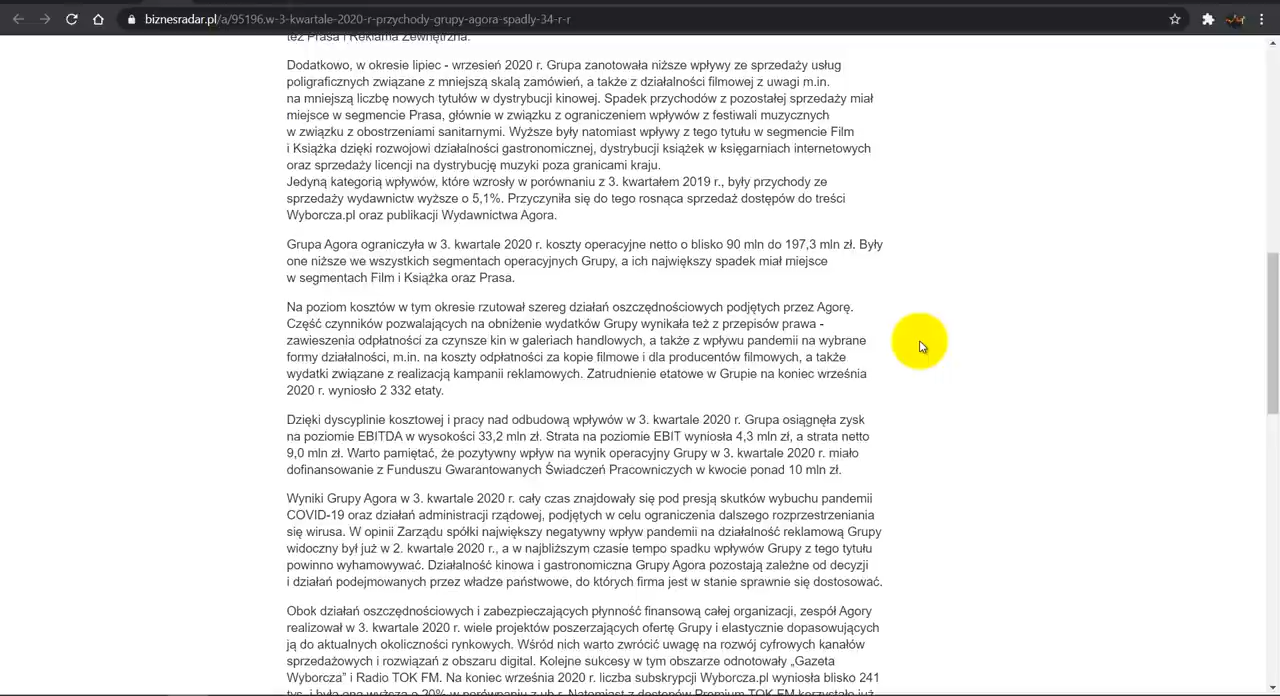 biznesradar.pl/a/95196.w-3-kwartale-2020-r-przychody-grupy-agora-spadly-34-r-r
też Prasa i Reklama Zewnętrzna.
Dodatkowo, w okresie lipiec - wrzesień 2020 r. Grupa zanotowała niższe wpływy ze sprzedaży usług
poligraficznych związane z mniejszą skalą zamówień, a także z działalności filmowej z uwagi m.in.
na mniejszą liczbę nowych tytułów w dystrybucji kinowej. Spadek przychodów z pozostałej sprzedaży miał
miejsce w segmencie Prasa, głównie w związku z ograniczeniem wpływów z festiwali muzycznych
w związku z obostrzeniami sanitarnymi. Wyższe były natomiast wpływy z tego tytułu w segmencie Film
i Książka dzięki rozwojowi działalności gastronomicznej, dystrybucji książek w księgarniach internetowych
oraz sprzedaży licencji na dystrybucję muzyki poza granicami kraju.
Jedyną kategorią wpływów, które wzrosły w porównaniu z 3. kwartałem 2019 r., były przychody ze
sprzedaży wydawnictw wyższe o 5,1%. Przyczyniła się do tego rosnąca sprzedaż dostępów do treści
Wyborcza.pl oraz publikacji Wydawnictwa Agora.
Grupa Agora ograniczyła w 3. kwartale 2020 r. koszty operacyjne netto o blisko 90 mln do 197,3 mln zł. Były
one niższe we wszystkich segmentach operacyjnych Grupy, a ich największy spadek miał miejsce
w segmentach Film i Książka oraz Prasa.
Na poziom kosztów w tym okresie rzutował szereg działań oszczędnościowych podjętych przez Agorę.
Część czynników pozwalających na obniżenie wydatków Grupy wynikała też z przepisów prawa -
zawieszenia odpłatności za czynsze kin w galeriach handlowych, a także z wpływu pandemii na wybrane
formy działalności, m.in. na koszty odpłatności za kopie filmowe i dla producentów filmowych, a także
wydatki związane z realizacją kampanii reklamowych. Zatrudnienie etatowe w Grupie na koniec września
2020 r. wyniosło 2 332 etaty.
Dzięki dyscyplinie kosztowej i pracy nad odbudową wpływów w 3. kwartale 2020 r. Grupa osiągnęła zysk
na poziomie EBITDA w wysokości 33,2 mln zł. Strata na poziomie EBIT wyniosła 4,3 mln zł, a strata netto
9,0 mln zł. Warto pamiętać, że pozytywny wpływ na wynik operacyjny Grupy w 3. kwartale 2020 r. miało
dofinansowanie z Funduszu Gwarantowanych Świadczeń Pracowniczych w kwocie ponad 10 mln zł.
Wyniki Grupy Agora w 3. kwartale 2020 r. cały czas znajdowały się pod presją skutków wybuchu pandemii
COVID-19 oraz działań administracji rządowej, podjętych w celu ograniczenia dalszego rozprzestrzeniania
się wirusa. W opinii Zarządu spółki największy negatywny wpływ pandemii na działalność reklamową Grupy
widoczny był już w 2. kwartale 2020 r., a w najbliższym czasie tempo spadku wpływów Grupy z tego tytułu
powinno wyhamowywać. Działalność kinowa i gastronomiczna Grupy Agora pozostają zależne od decyzji
i działań podejmowanych przez władze państwowe, do których firma jest w stanie sprawnie się dostosować.
Obok działań oszczędnościowych i zabezpieczających płynność finansową całej organizacji, zespół Agory
realizował w 3. kwartale 2020 r. wiele projektów poszerzających ofertę Grupy i elastycznie dopasowujących
ją do aktualnych okoliczności rynkowych. Wśród nich warto zwrócić uwagę na rozwój cyfrowych kanałów
sprzedażowych i rozwiązań z obszaru digital. Kolejne sukcesy w tym obszarze odnotowały „Gazeta
Wyborcza” i Radio TOK FM. Na koniec września 2020 r. liczba subskrypcji Wyborcza.pl wyniosła blisko 241
tys. i była ona wyższa o 20% w porównaniu z ub.r. Natomiast z dostępów Premium TOK FM korzystało już